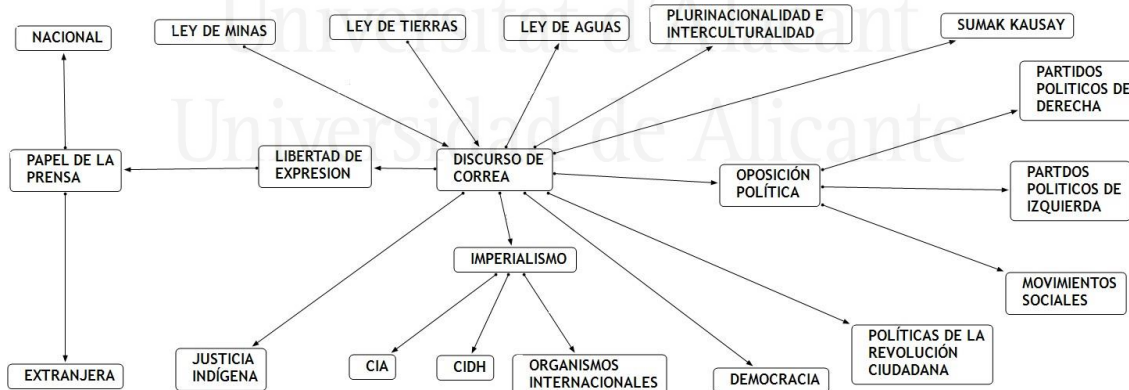 Universitat d'Alacant
Universidad de Alicante
NACIONAL
LEY DE MINAS
LEY DE TIERRAS
LEY DE AGUAS
PLURINACIONALIDAD E
INTERCULTURALIDAD
SUMAK KAUSAY
PARTIDOS
POLITICOS DE
DERECHA
PAPEL DE LA
PRENSA
LIBERTAD DE
EXPRESION
DISCURSO DE
CORREA
OPOSICIÓN
POLÍTICA
PARTDOS
POLITICOS DE
IZQUIERDA
IMPERIALISMO
MOVIMIENTOS
SOCIALES
EXTRANJERA
JUSTICIA
INDÍGENA
CIA
CIDH
ORGANISMOS
INTERNACIONALES
DEMOCRACIA
POLÍTICAS DE LA
REVOLUCIÓN
CIUDADANA